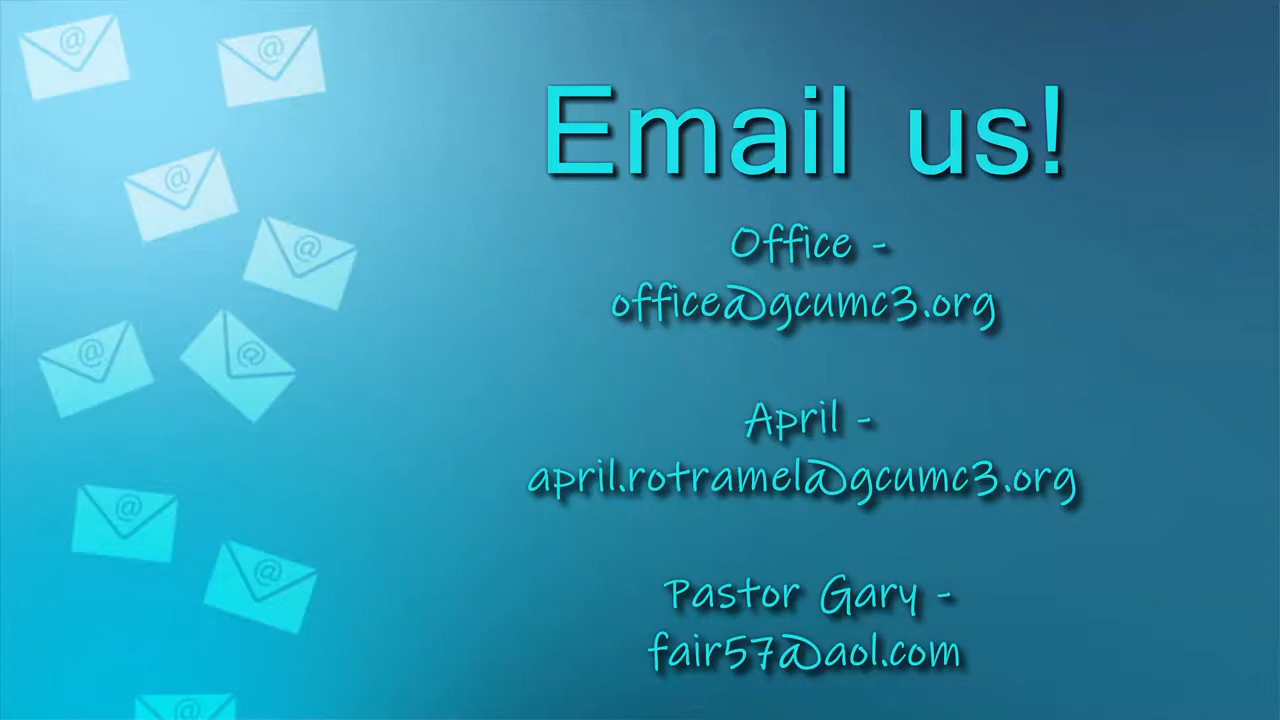 Email us!
Office -
office@gcumc3.org
April -
april.rotramel@gcumc3.org
Pastor Gary -
fair57@aol.com